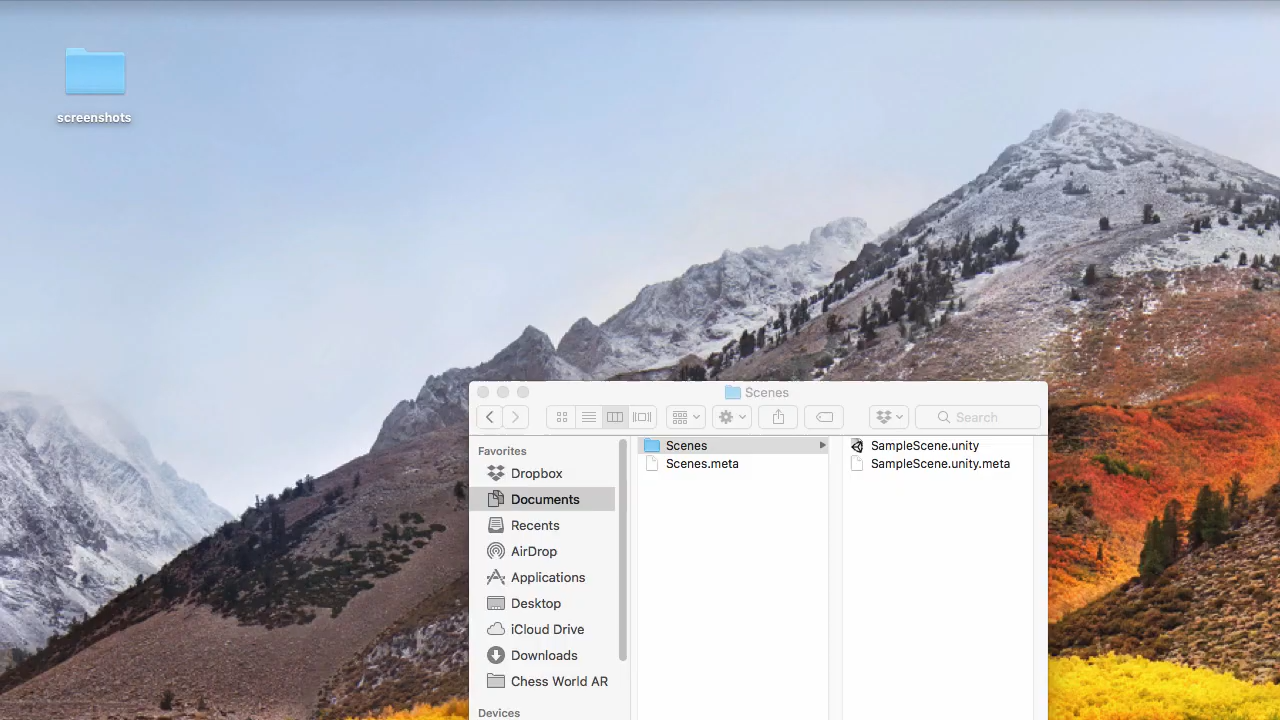 screenshots
Scenes
Search
Favorites
Dropbox
Documents
Recents
AirDrop
Applications
Desktop
iCloud Drive
Downloads
Chess World AR
Devices
Scenes
Scenes.meta
SampleScene.unity
SampleScene.unity.meta